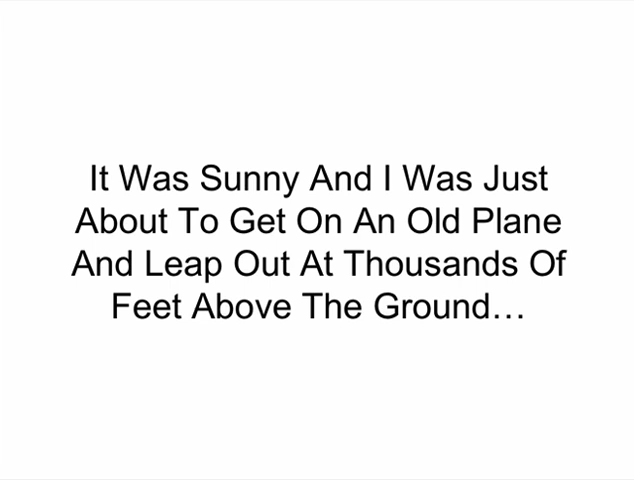 It Was Sunny And I Was Just
About To Get On An Old Plane
And Leap Out At Thousands Of
Feet Above The Ground…